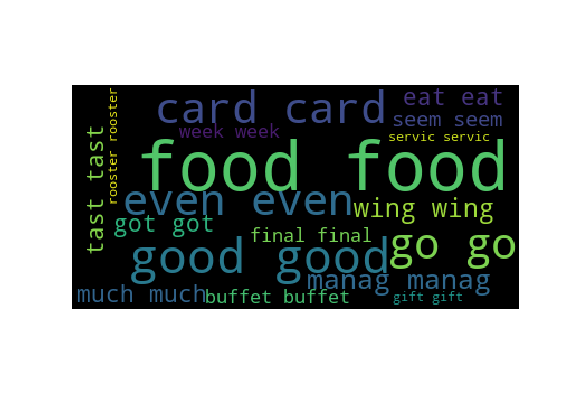 card card
eat eat
seem seem
week week
servic servic
rooster rooster
tast tast
food food
even even
wing wing
got got
final final
go go
good good
manag manag
much much
buffet buffet
gift gift